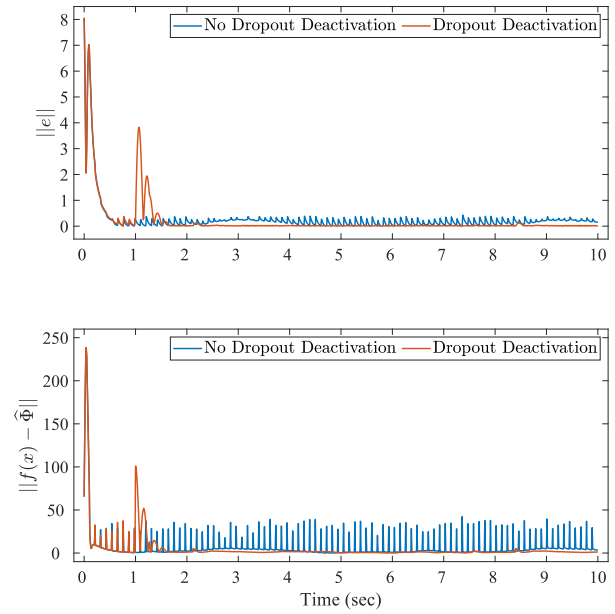 No Dropout Deactivation Dropout Deactivation
8
7
6
5
4
3
2
1
0
||e||
0 1 2 3 4 5 6 7 8 9 10
No Dropout Deactivation Dropout Deactivation
250
200
150
100
50
0
||f(x) − Φ̂||
0 1 2 3 4 5 6 7 8 9 10
Time (sec)